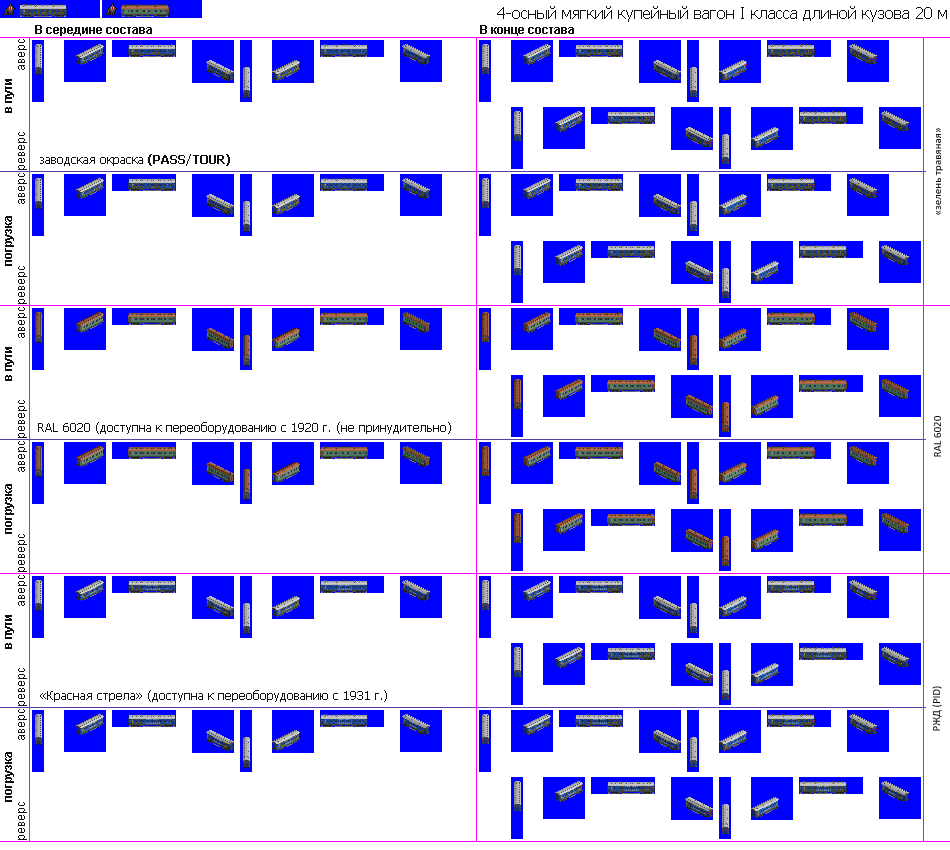 4-осный мягкий купейный вагон I класса длиной кузова 20 м
В середине состава
В конце состава
аверс
в пути
реверс
заводская окраска (PASS/TOUR)
«зелень травяная»
аверс
погрузка
реверс
аверс
в пути
реверс
RAL 6020 (доступна к переоборудованию с 1920 г. (не принудительно)
RAL 6020
аверс
погрузка
реверс
аверс
в пути
реверс
«Красная стрела» (доступна к переоборудованию с 1931 г.)
РЖД (PID)
аверс
погрузка
реверс